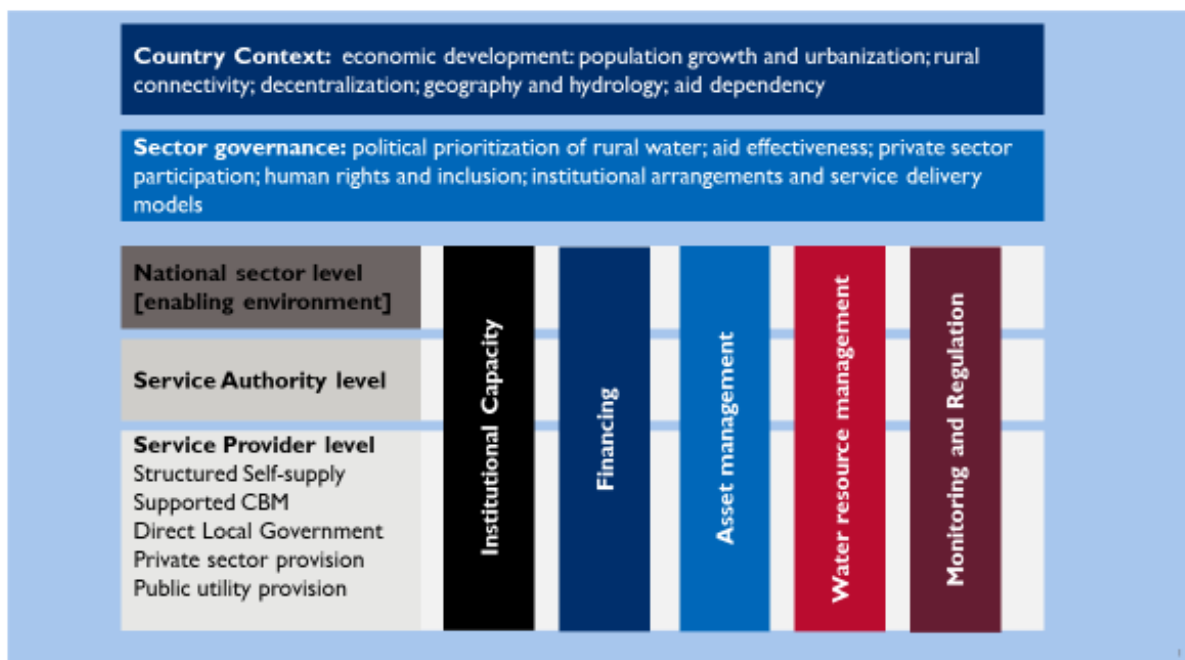 Country Context: economic development: population growth and urbanization; rural
connectivity; decentralization; geography and hydrology; aid dependency
Sector governance: political prioritization of rural water; aid effectiveness; private sector
participation; human rights and inclusion; institutional arrangements and service delivery
models
National sector level
[enabling environment]
Service Authority level
Service Provider level
Structured Self-supply
Supported CBM
Direct Local Government
Private sector provision
Public utility provision
Institutional Capacity
Financing
Asset management
Water resource management
Monitoring and Regulation